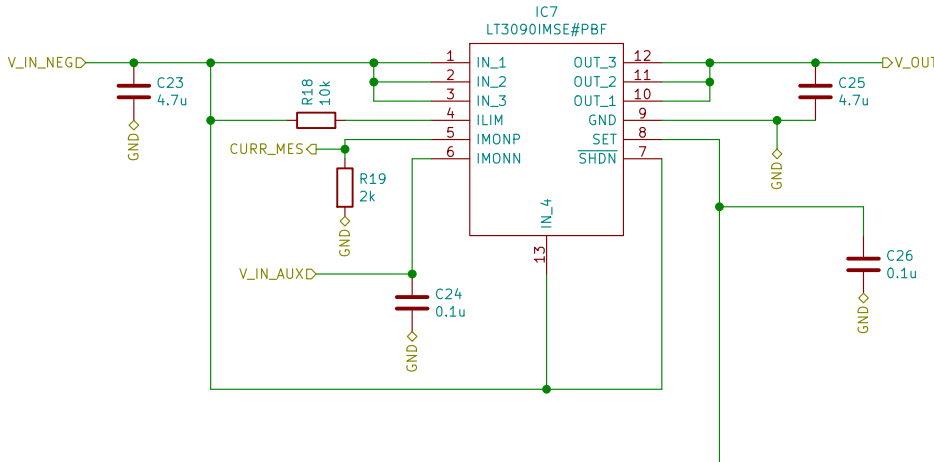 IC7
LT3090IMSE#PBF
V_IN_NEG
1 IN_1 OUT_3 12
V_OUT
2 IN_2 OUT_2 11
3 IN_3 OUT_1 10
4 ILIM GND 9
5 IMONP SET 8
6 IMONN SHDN 7
IN_4
13
C23
4.7u
GND
R18
10k
C25
4.7u
GND
CURR_MES
R19
2k
GND
V_IN_AUX
C24
0.1u
GND
C26
0.1u
GND